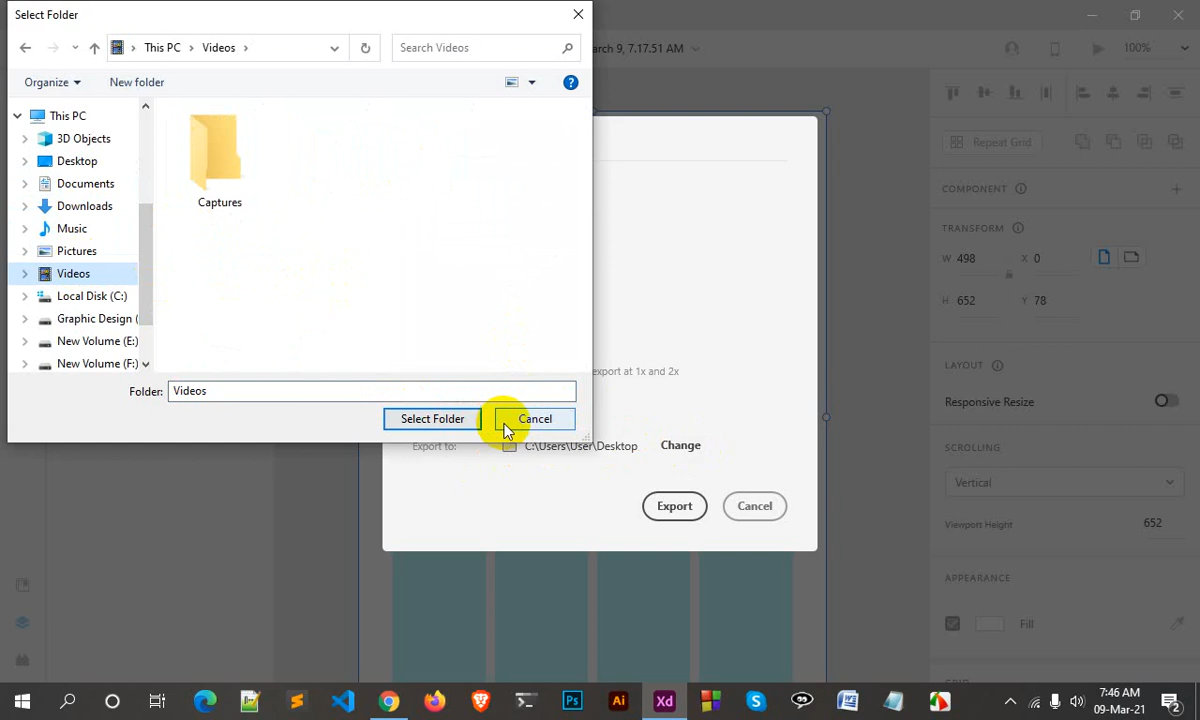 Select Folder
This PC > Videos >
Search Videos
arch 9, 7.17.51 AM
100%
Organize
New folder
This PC
3D Objects
Desktop
Documents
Downloads
Music
Pictures
Videos
Local Disk (C:)
Graphic Design (
New Volume (E:)
New Volume (F:)
Captures
Folder:
Videos
Select Folder
Cancel
export at 1x and 2x
Export to:
C:\Users\User\Desktop
Change
Export
Cancel
Repeat Grid
COMPONENT
TRANSFORM
W 498
X 0
H 652
Y 78
LAYOUT
Responsive Resize
SCROLLING
Vertical
Viewport Height
652
APPEARANCE
Fill
Ps
Ai
Xd
7:46 AM
09-Mar-21
2